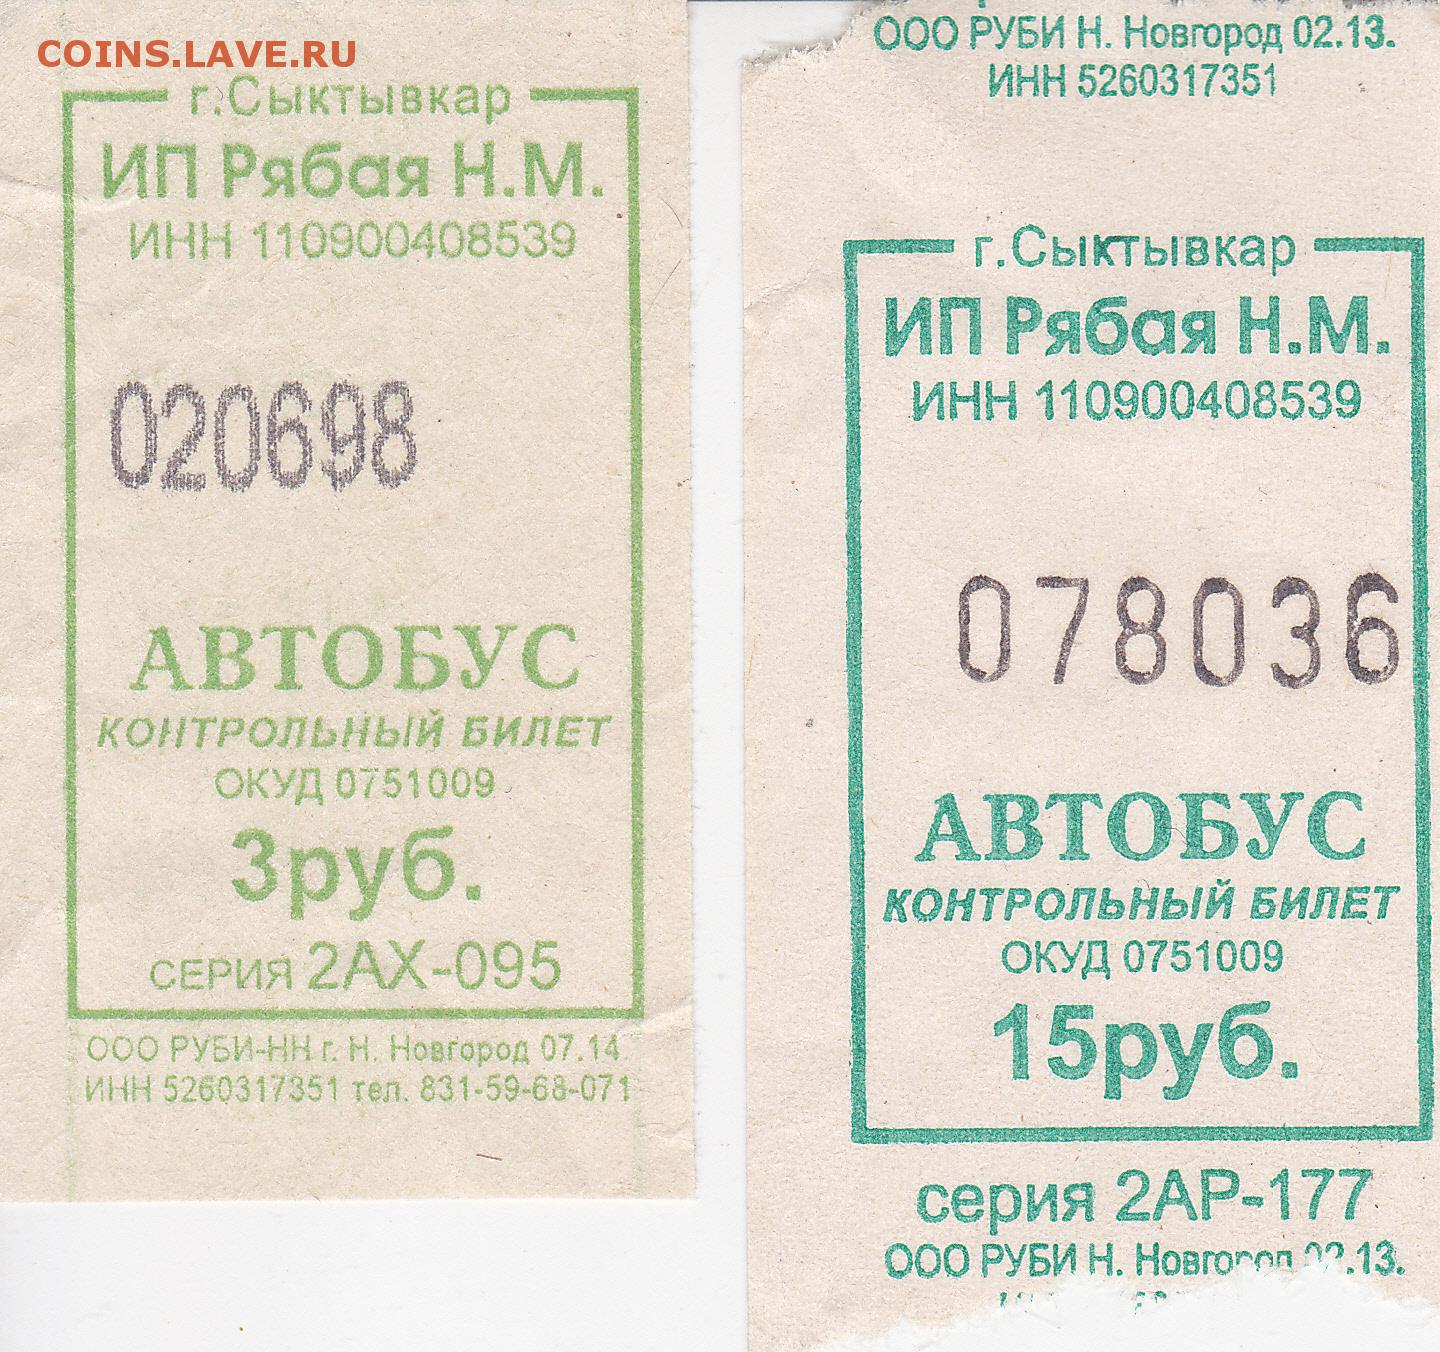 COINS.LAVE.RU
г.Сыктывкар
ИП Рябая Н.М.
ИНН 110900408539
020698
АВТОБУС
КОНТРОЛЬНЫЙ БИЛЕТ
ОКУД 0751009
3руб.
СЕРИЯ 2АХ-095
ООО РУБИ-НН г. Н. Новгород 07.14.
ИНН 5260317351 тел. 831-59-68-071
ООО РУБИ Н. Новгород 02.13.
ИНН 5260317351
г.Сыктывкар
ИП Рябая Н.М.
ИНН 110900408539
078036
АВТОБУС
КОНТРОЛЬНЫЙ БИЛЕТ
ОКУД 0751009
15руб.
серия 2АР-177
ООО РУБИ Н. Новгород 02.13.